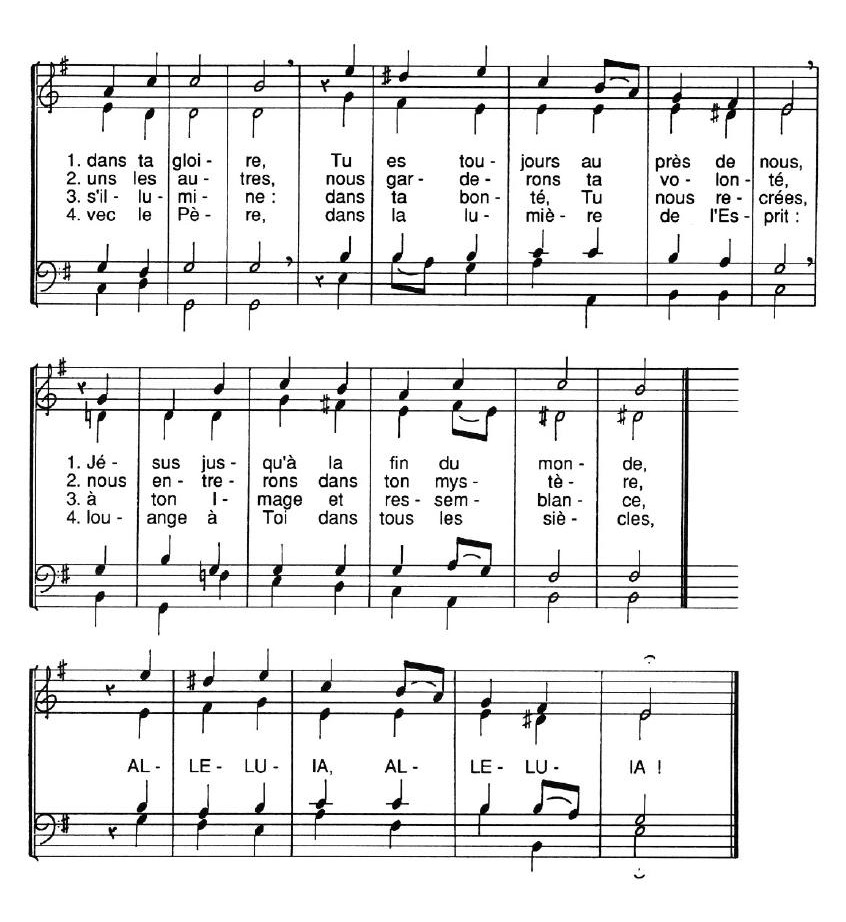 1. dans ta gloi - re, Tu es tou - jours au près de nous,
2. uns les au - tres, nous gar - de - rons ta vo - lon - té,
3. s'il - lu - mi - ne : dans ta bon - té, Tu nous re - crées,
4. vec le Pè - re, dans la lu - miè - re de l'Es - prit :
1. Jé - sus jus - qu'à la fin du mon - de,
2. nous en - tre - rons dans ton mys - tè - re,
3. à ton I - mage et res - sem - blan - ce,
4. lou - ange à Toi dans tous les siè - cles,
AL - LE - LU - IA, AL - LE - LU - IA !